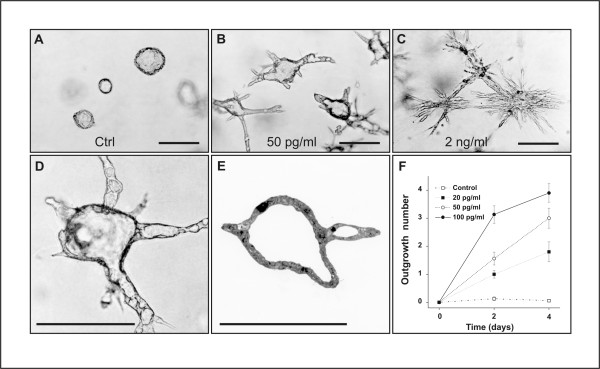 A
Ctrl
B
50 pg/ml
C
2 ng/ml
D
E
F
Control
20 pg/ml
50 pg/ml
100 pg/ml
Outgrowth number
4
3
2
1
0
0 2 4
Time (days)